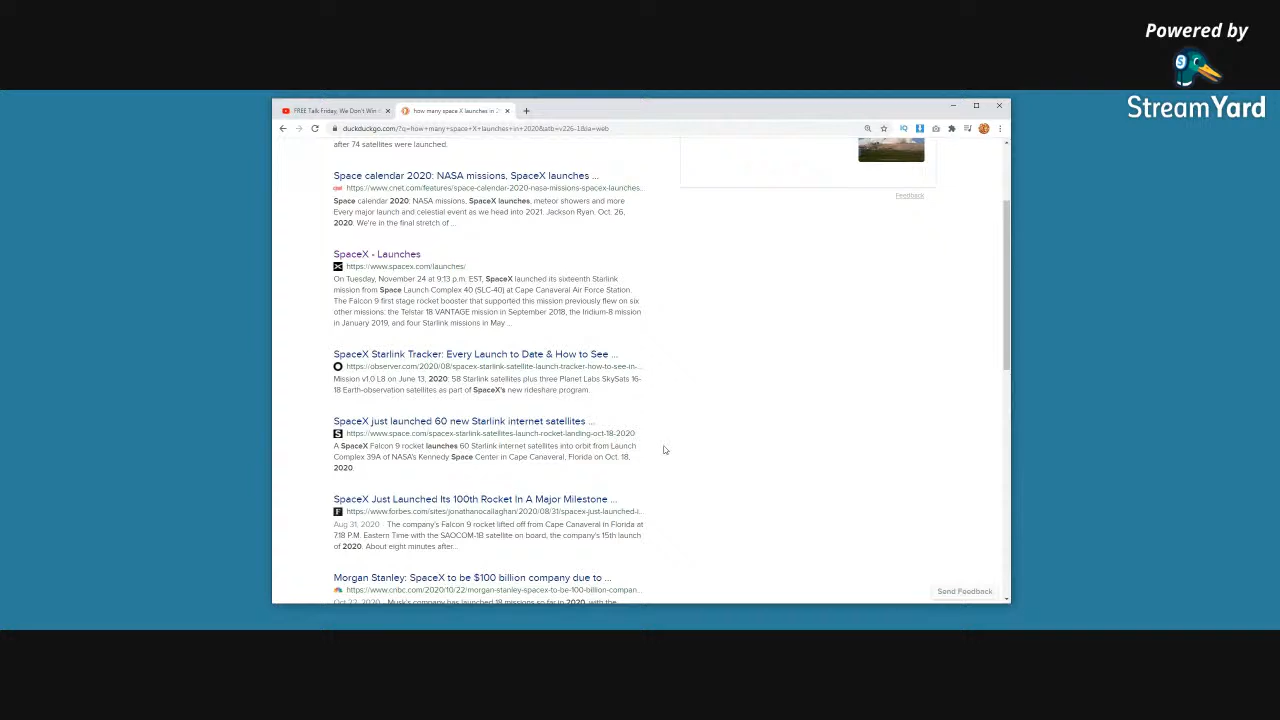 Powered by
StreamYard
FREE Talk Friday, We Don't Win
how many space X launches in 2
duckduckgo.com/?q=how+many+space+X+launches+in+2020&atb=v226-1&ia=web
after 74 satellites were launched.
Space calendar 2020: NASA missions, SpaceX launches ...
https://www.cnet.com/features/space-calendar-2020-nasa-missions-spacex-launches...
Space calendar 2020: NASA missions, SpaceX launches, meteor showers and more
Every major launch and celestial event as we head into 2021. Jackson Ryan. Oct. 26,
2020. We're in the final stretch of ...
Feedback
SpaceX - Launches
https://www.spacex.com/launches/
On Tuesday, November 24 at 9:13 p.m. EST, SpaceX launched its sixteenth Starlink
mission from Space Launch Complex 40 (SLC-40) at Cape Canaveral Air Force Station.
The Falcon 9 first stage rocket booster that supported this mission previously flew on six
other missions: the Telstar 18 VANTAGE mission in September 2018, the Iridium-8 mission
in January 2019, and four Starlink missions in May ...
SpaceX Starlink Tracker: Every Launch to Date & How to See ...
https://observer.com/2020/08/spacex-starlink-satellite-launch-tracker-how-to-see-in-...
Mission v1.0 L8 on June 13, 2020: 58 Starlink satellites plus three Planet Labs SkySats 16-
18 Earth-observation satellites as part of SpaceX's new rideshare program.
SpaceX just launched 60 new Starlink internet satellites ...
https://www.space.com/spacex-starlink-satellites-launch-rocket-landing-oct-18-2020
A SpaceX Falcon 9 rocket launches 60 Starlink internet satellites into orbit from Launch
Complex 39A of NASA's Kennedy Space Center in Cape Canaveral, Florida on Oct. 18,
2020.
SpaceX Just Launched Its 100th Rocket In A Major Milestone ...
https://www.forbes.com/sites/jonathanocallaghan/2020/08/31/spacex-just-launched-i...
Aug 31, 2020 · The company's Falcon 9 rocket lifted off from Cape Canaveral in Florida at
7.18 P.M. Eastern Time with the SAOCOM-1B satellite on board, the company's 15th launch
of 2020. About eight minutes after...
Morgan Stanley: SpaceX to be $100 billion company due to ...
https://www.cnbc.com/2020/10/22/morgan-stanley-spacex-to-be-100-billion-compan...
Oct 22, 2020 · Musk's company has launched 18 missions so far in 2020, with the
Send Feedback